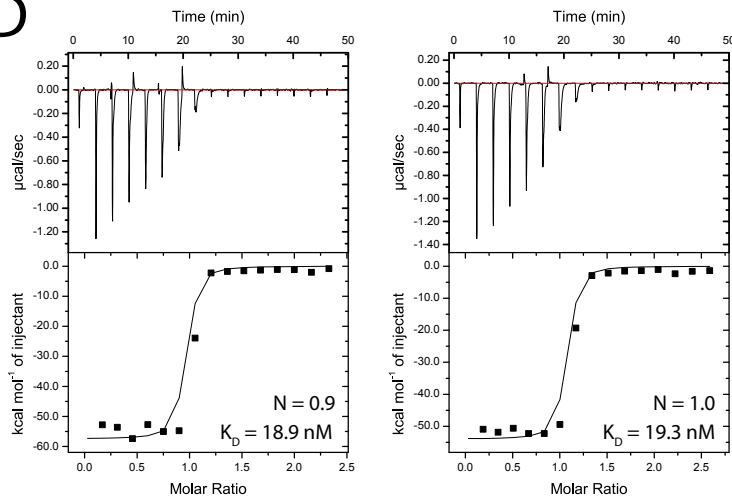 D
Time (min)
0 10 20 30 40 50
0.20
0.00
-0.20
-0.40
-0.60
-0.80
-1.00
-1.20
µcal/sec
0.0
-10.0
-20.0
-30.0
-40.0
-50.0
-60.0
kcal mol⁻¹ of injectant
N = 0.9
K_D = 18.9 nM
0.0 0.5 1.0 1.5 2.0 2.5
Molar Ratio
Time (min)
0 10 20 30 40 50
0.20
0.00
-0.20
-0.40
-0.60
-0.80
-1.00
-1.20
-1.40
µcal/sec
0.0
-10.0
-20.0
-30.0
-40.0
-50.0
kcal mol⁻¹ of injectant
N = 1.0
K_D = 19.3 nM
0.0 0.5 1.0 1.5 2.0 2.5
Molar Ratio